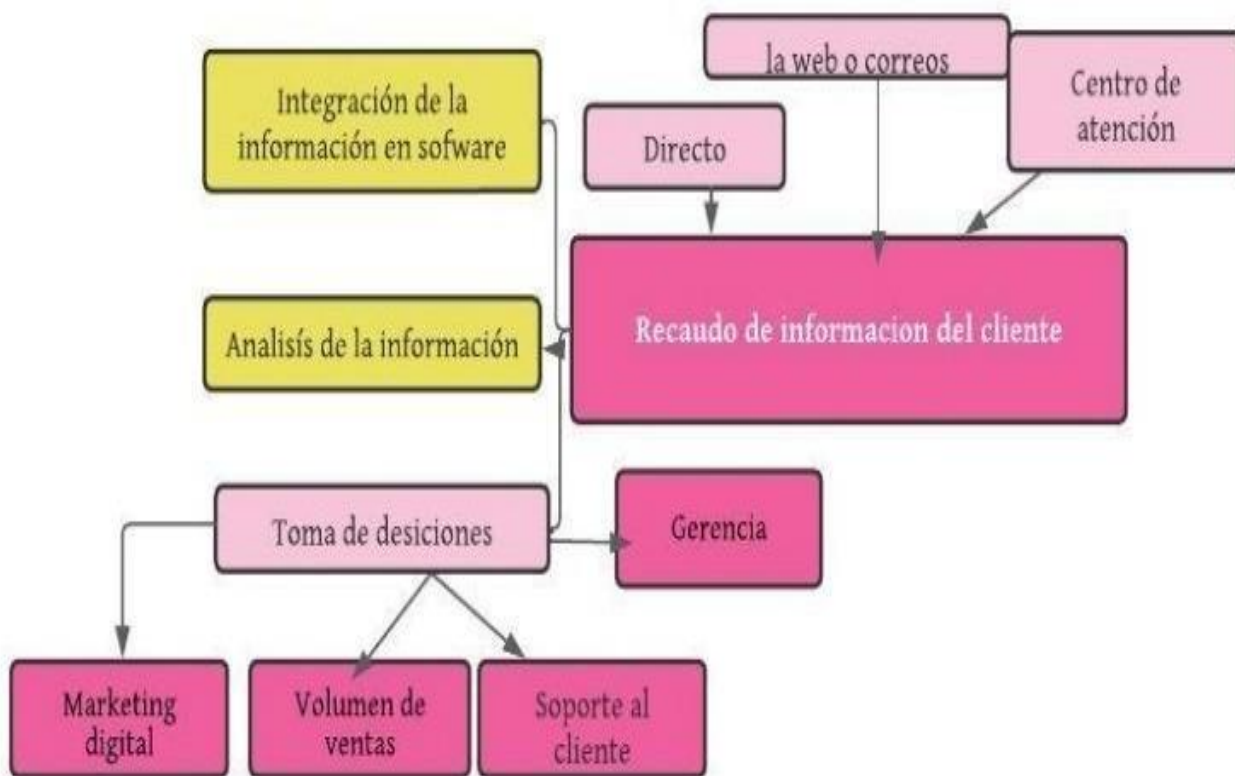 la web o correos
Centro de
atención
Integración de la
información en sofware
Directo
Recaudo de informacion del cliente
Analisís de la información
Toma de desiciones
Gerencia
Marketing
digital
Volumen de
ventas
Soporte al
cliente